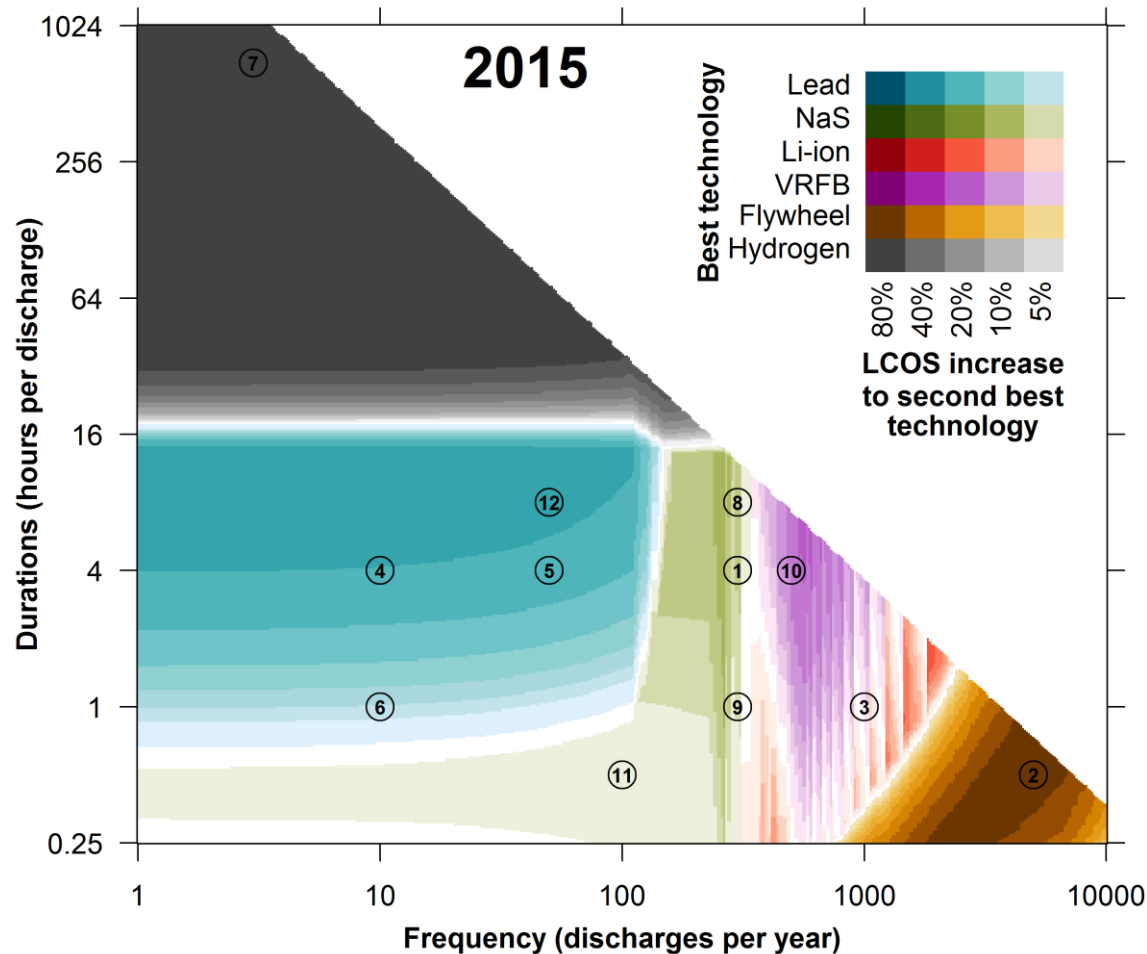 2015
Best technology
Lead
NaS
Li-ion
VRFB
Flywheel
Hydrogen
80%
40%
20%
10%
5%
LCOS increase
to second best
technology
Durations (hours per discharge)
1024
256
64
16
4
1
0.25
7
12
8
4
5
1
10
6
9
3
11
2
1
10
100
1000
10000
Frequency (discharges per year)